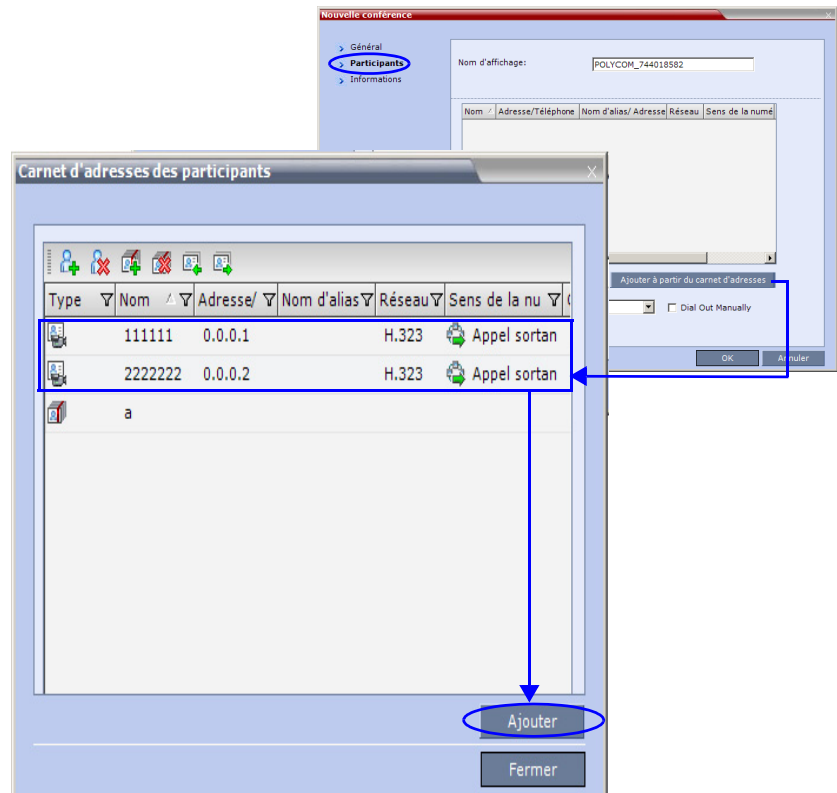 Nouvelle conférence
Général
Participants
Informations
Nom d'affichage:
POLYCOM_744018582
Nom Adresse/Téléphone Nom d'alias/ Adresse Réseau Sens de la numé
Ajouter à partir du carnet d'adresses
Dial Out Manually
OK Annuler
Carnet d'adresses des participants X
Type Nom Adresse/ Nom d'alias Réseau Sens de la nu
111111 0.0.0.1 H.323 Appel sortan
2222222 0.0.0.2 H.323 Appel sortan
a
Ajouter
Fermer